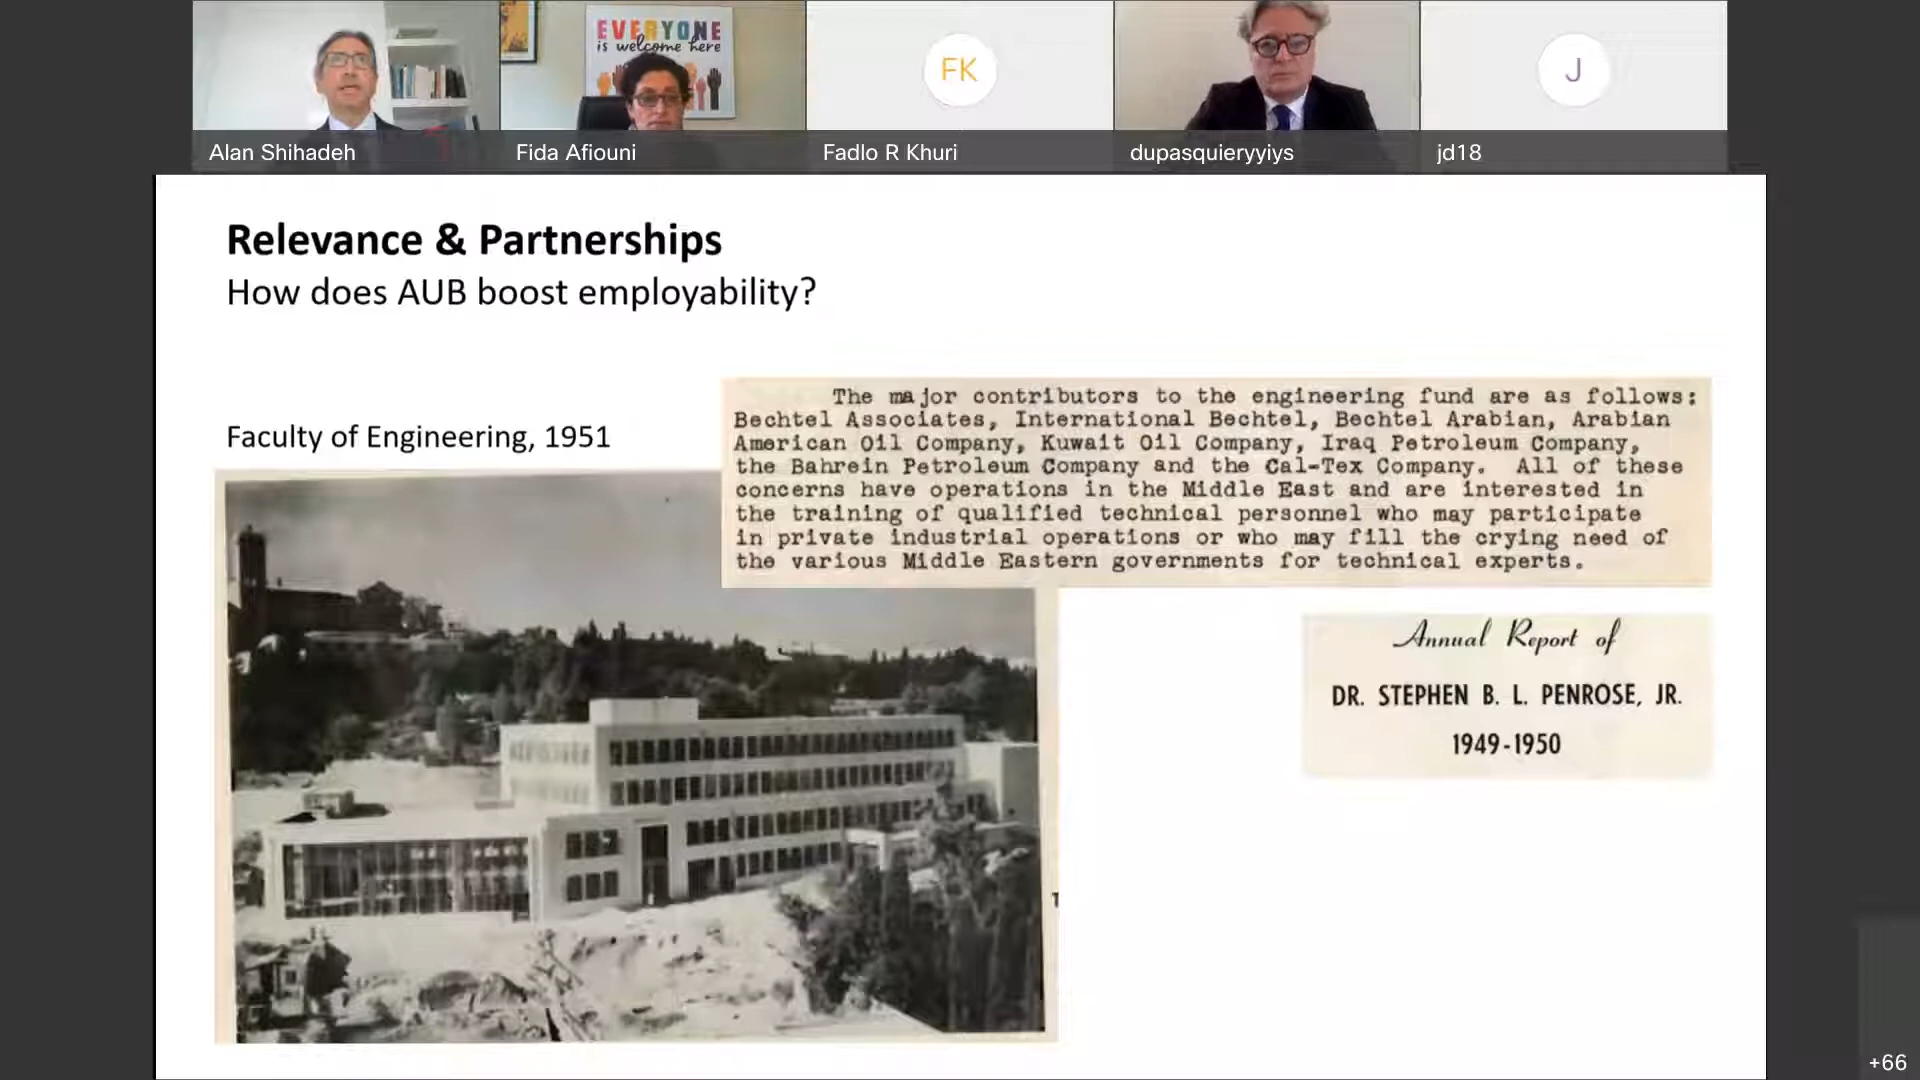 EVERYONE
is welcome here
FK
J
Alan Shihadeh
Fida Afiouni
Fadlo R Khuri
dupasquieryyiys
jd18
Relevance & Partnerships
How does AUB boost employability?
Faculty of Engineering, 1951
The major contributors to the engineering fund are as follows:
Bechtel Associates, International Bechtel, Bechtel Arabian, Arabian
American Oil Company, Kuwait Oil Company, Iraq Petroleum Company,
the Bahrein Petroleum Company and the Cal-Tex Company. All of these
concerns have operations in the Middle East and are interested in
the training of qualified technical personnel who may participate
in private industrial operations or who may fill the crying need of
the various Middle Eastern governments for technical experts.
Annual Report of
DR. STEPHEN B. L. PENROSE, JR.
1949-1950
+66